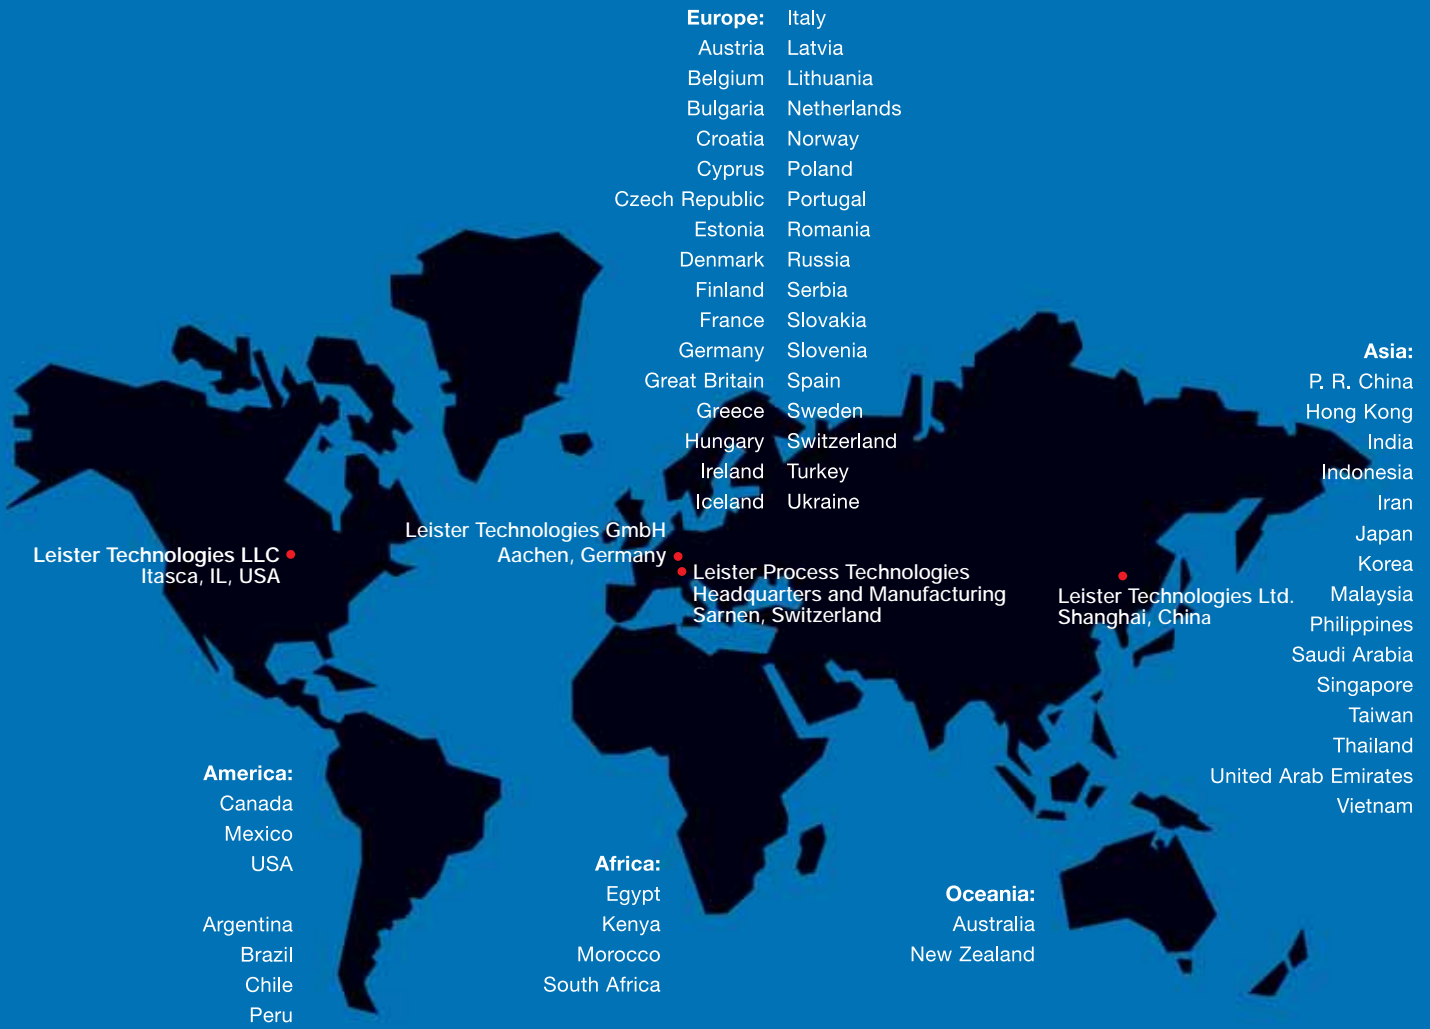 Europe:
Austria
Belgium
Bulgaria
Croatia
Cyprus
Czech Republic
Estonia
Denmark
Finland
France
Germany
Great Britain
Greece
Hungary
Ireland
Iceland
Italy
Latvia
Lithuania
Netherlands
Norway
Poland
Portugal
Romania
Russia
Serbia
Slovakia
Slovenia
Spain
Sweden
Switzerland
Turkey
Ukraine
Asia:
P. R. China
Hong Kong
India
Indonesia
Iran
Japan
Korea
Malaysia
Philippines
Saudi Arabia
Singapore
Taiwan
Thailand
United Arab Emirates
Vietnam
Leister Technologies LLC
Itasca, IL, USA
Leister Technologies GmbH
Aachen, Germany
Leister Process Technologies
Headquarters and Manufacturing
Sarnen, Switzerland
Leister Technologies Ltd.
Shanghai, China
America:
Canada
Mexico
USA
Argentina
Brazil
Chile
Peru
Africa:
Egypt
Kenya
Morocco
South Africa
Oceania:
Australia
New Zealand